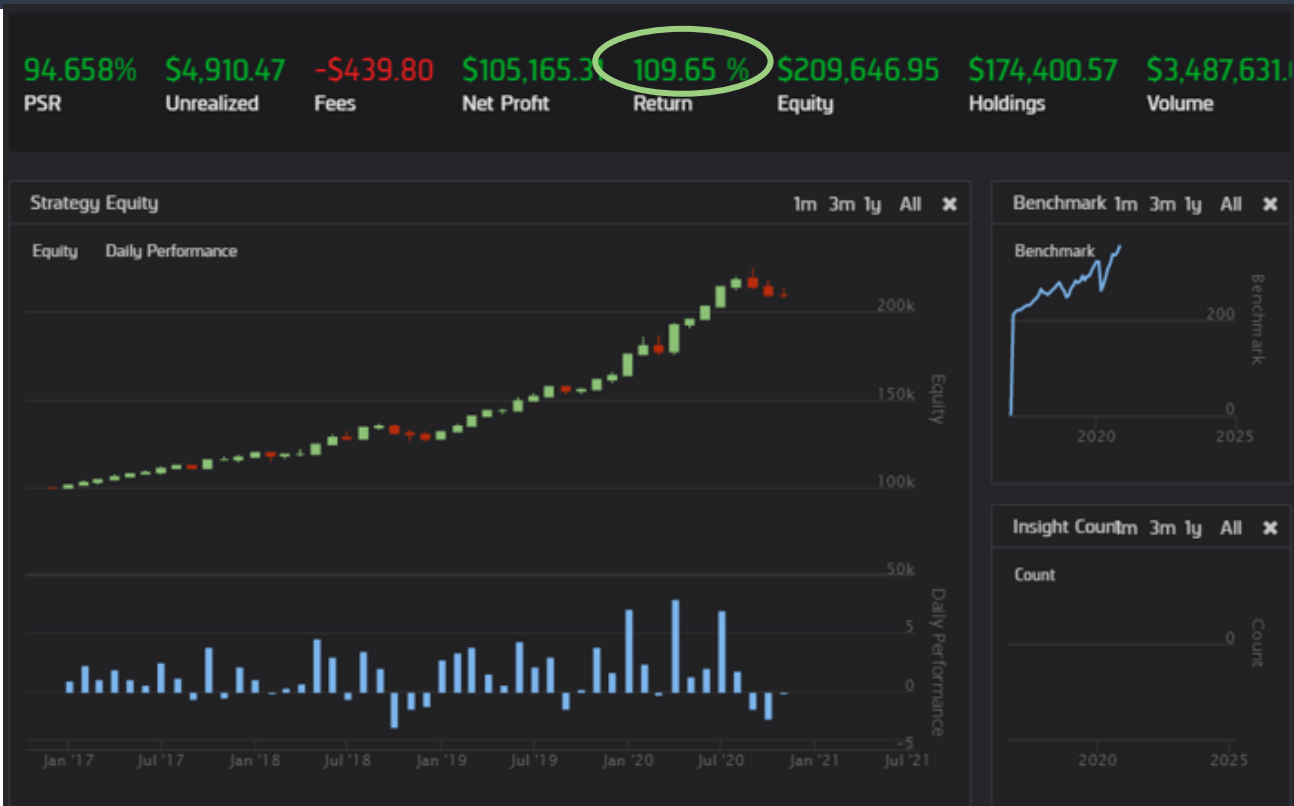 94.658% $4,910.47 -$439.80 $105,165.31 109.65 % $209,646.95 $174,400.57 $3,487,631.
PSR Unrealized Fees Net Profit Return Equity Holdings Volume
Strategy Equity 1m 3m 1y All ✖
Equity Daily Performance
200k
150k
100k
50k
Equity
5
0
-5
Daily Performance
Jan '17 Jul '17 Jan '18 Jul '18 Jan '19 Jul '19 Jan '20 Jul '20 Jan '21 Jul '21
Benchmark 1m 3m 1y All ✖
Benchmark
200
0
Benchmark
2020 2025
Insight Count 1m 3m 1y All ✖
Count
0
Count
2020 2025